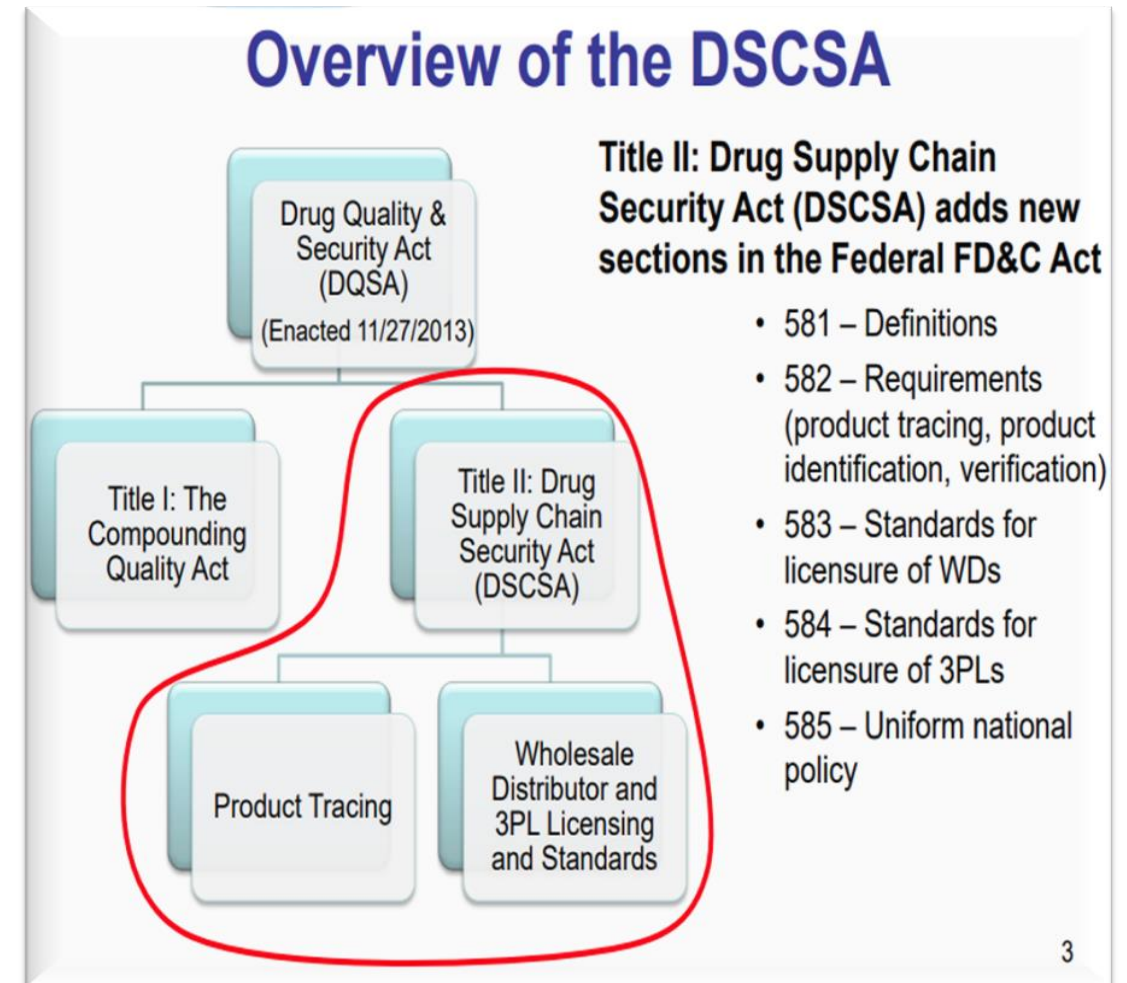 Overview of the DSCSA
Drug Quality &
Security Act
(DQSA)
(Enacted 11/27/2013)
Title I: The
Compounding
Quality Act
Title II: Drug
Supply Chain
Security Act
(DSCSA)
Product Tracing
Wholesale
Distributor and
3PL Licensing
and Standards
Title II: Drug Supply Chain
Security Act (DSCSA) adds new
sections in the Federal FD&C Act
• 581 – Definitions
• 582 – Requirements
(product tracing, product
identification, verification)
• 583 – Standards for
licensure of WDs
• 584 – Standards for
licensure of 3PLs
• 585 – Uniform national
policy
3